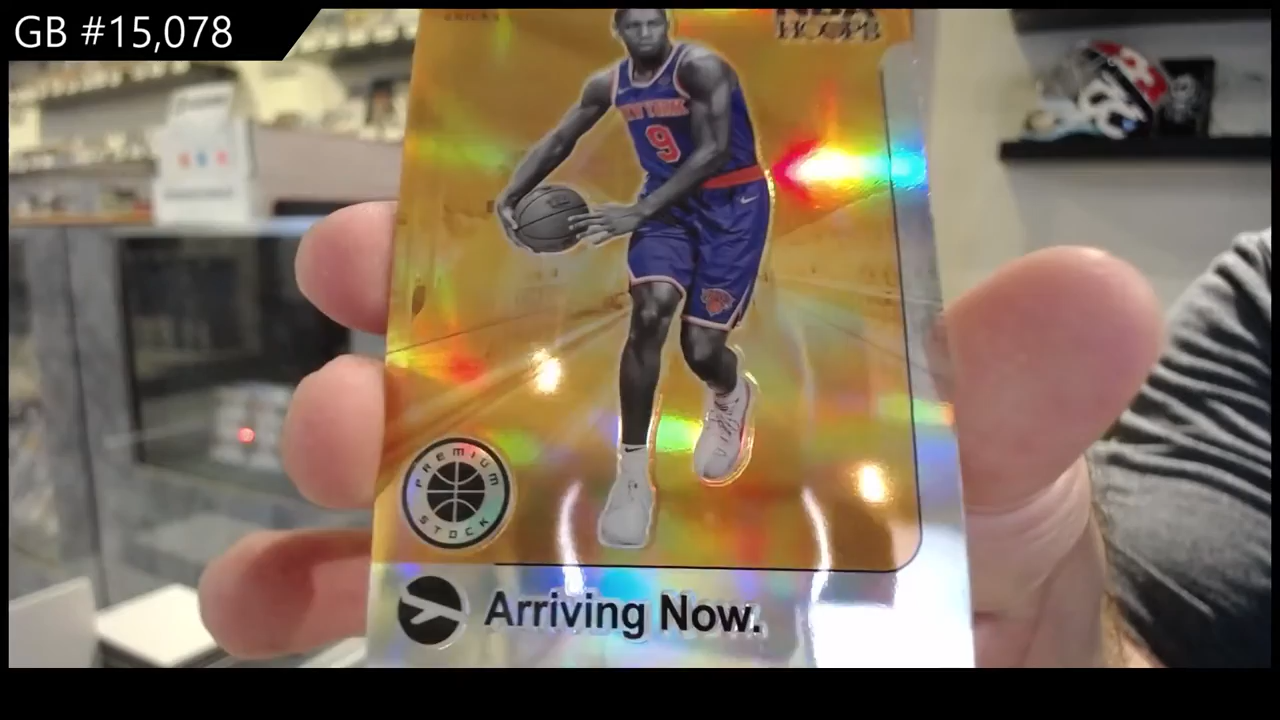 GB #15,078
NBA
HOOPS
NEW YORK
9
PREMIUM
STOCK
Arriving Now.